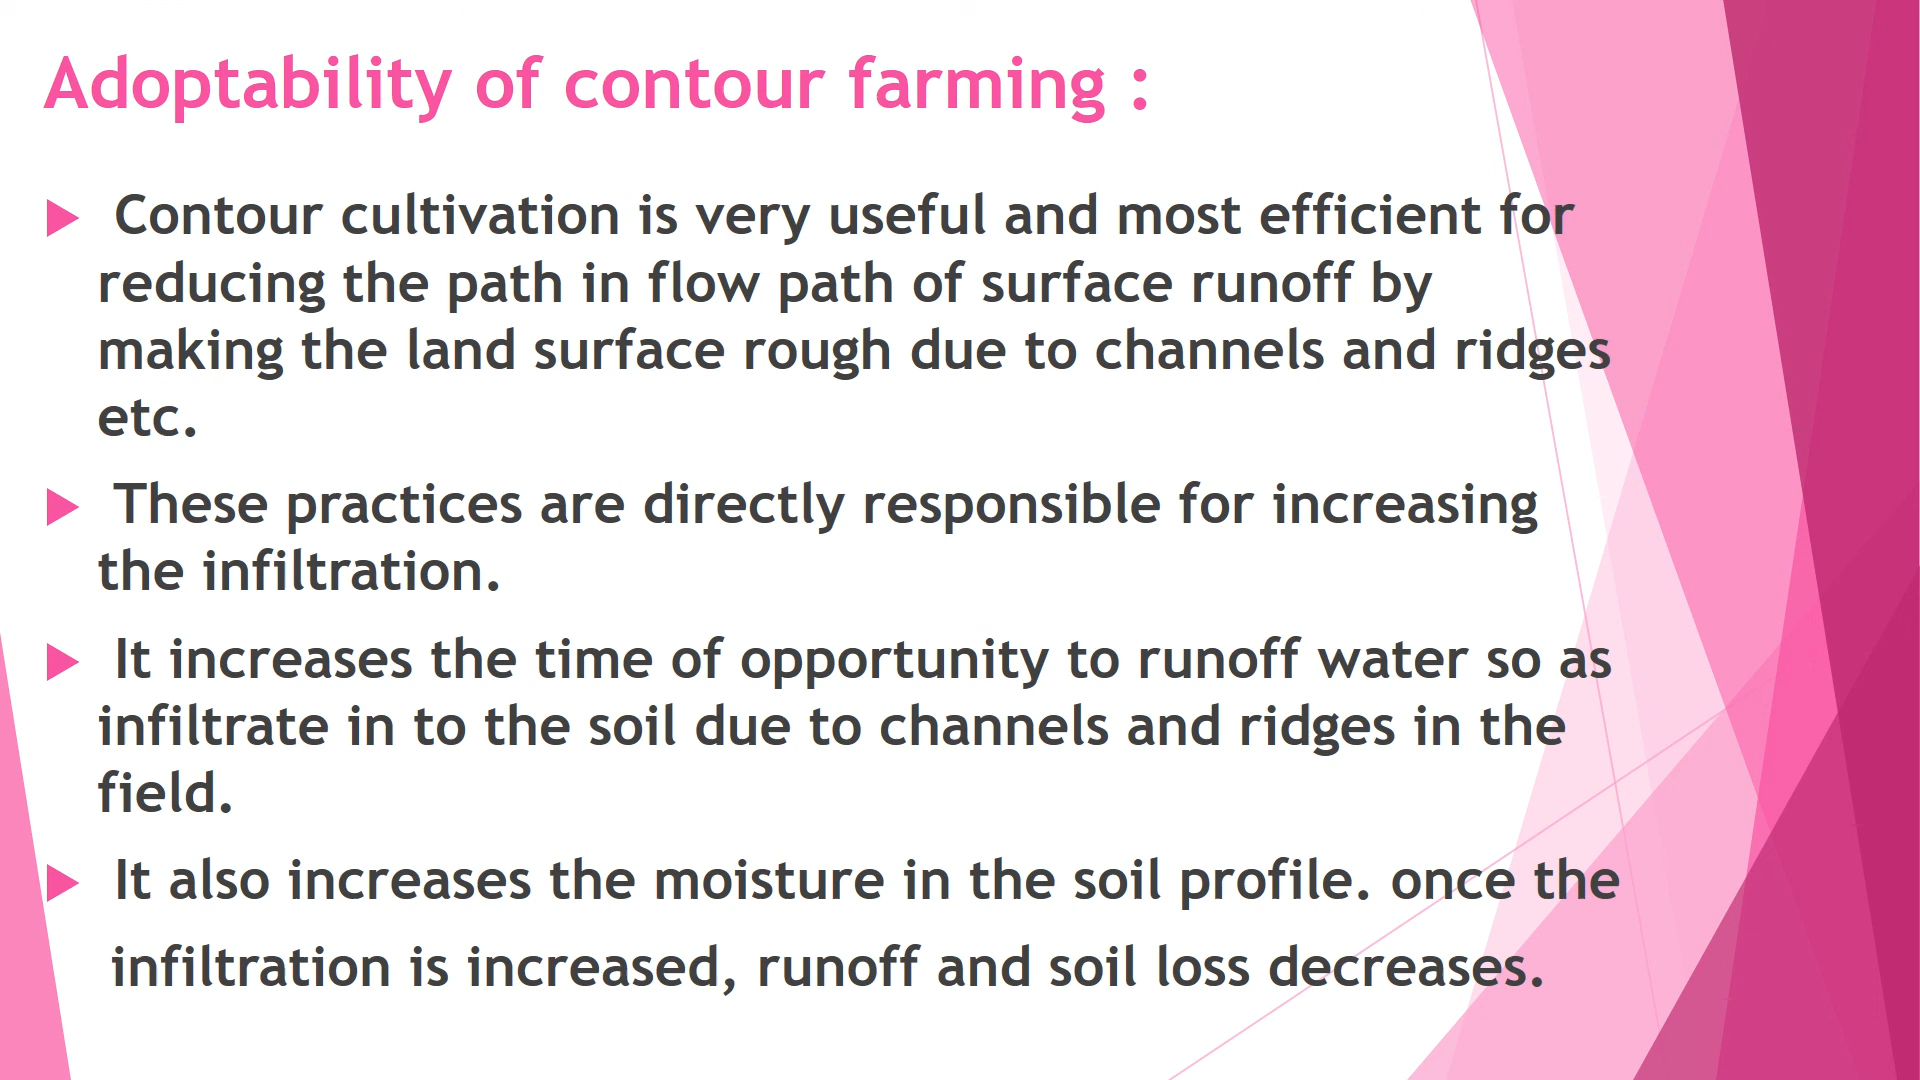 Adoptability of contour farming :
Contour cultivation is very useful and most efficient for
reducing the path in flow path of surface runoff by
making the land surface rough due to channels and ridges
etc.
These practices are directly responsible for increasing
the infiltration.
It increases the time of opportunity to runoff water so as
infiltrate in to the soil due to channels and ridges in the
field.
It also increases the moisture in the soil profile. once the
infiltration is increased, runoff and soil loss decreases.